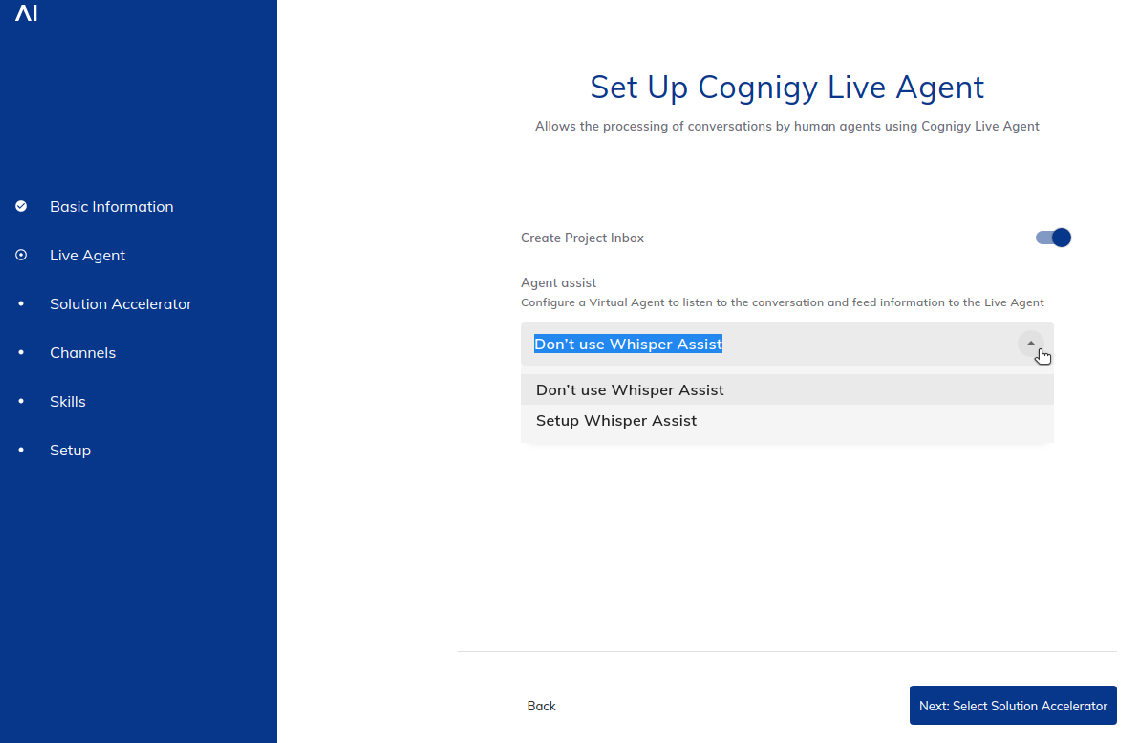 AI
Basic Information
Live Agent
Solution Accelerator
Channels
Skills
Setup
Set Up Cognigy Live Agent
Allows the processing of conversations by human agents using Cognigy Live Agent
Create Project Inbox
Agent assist
Configure a Virtual Agent to listen to the conversation and feed information to the Live Agent
Don't use Whisper Assist
Don't use Whisper Assist
Setup Whisper Assist
Back
Next: Select Solution Accelerator